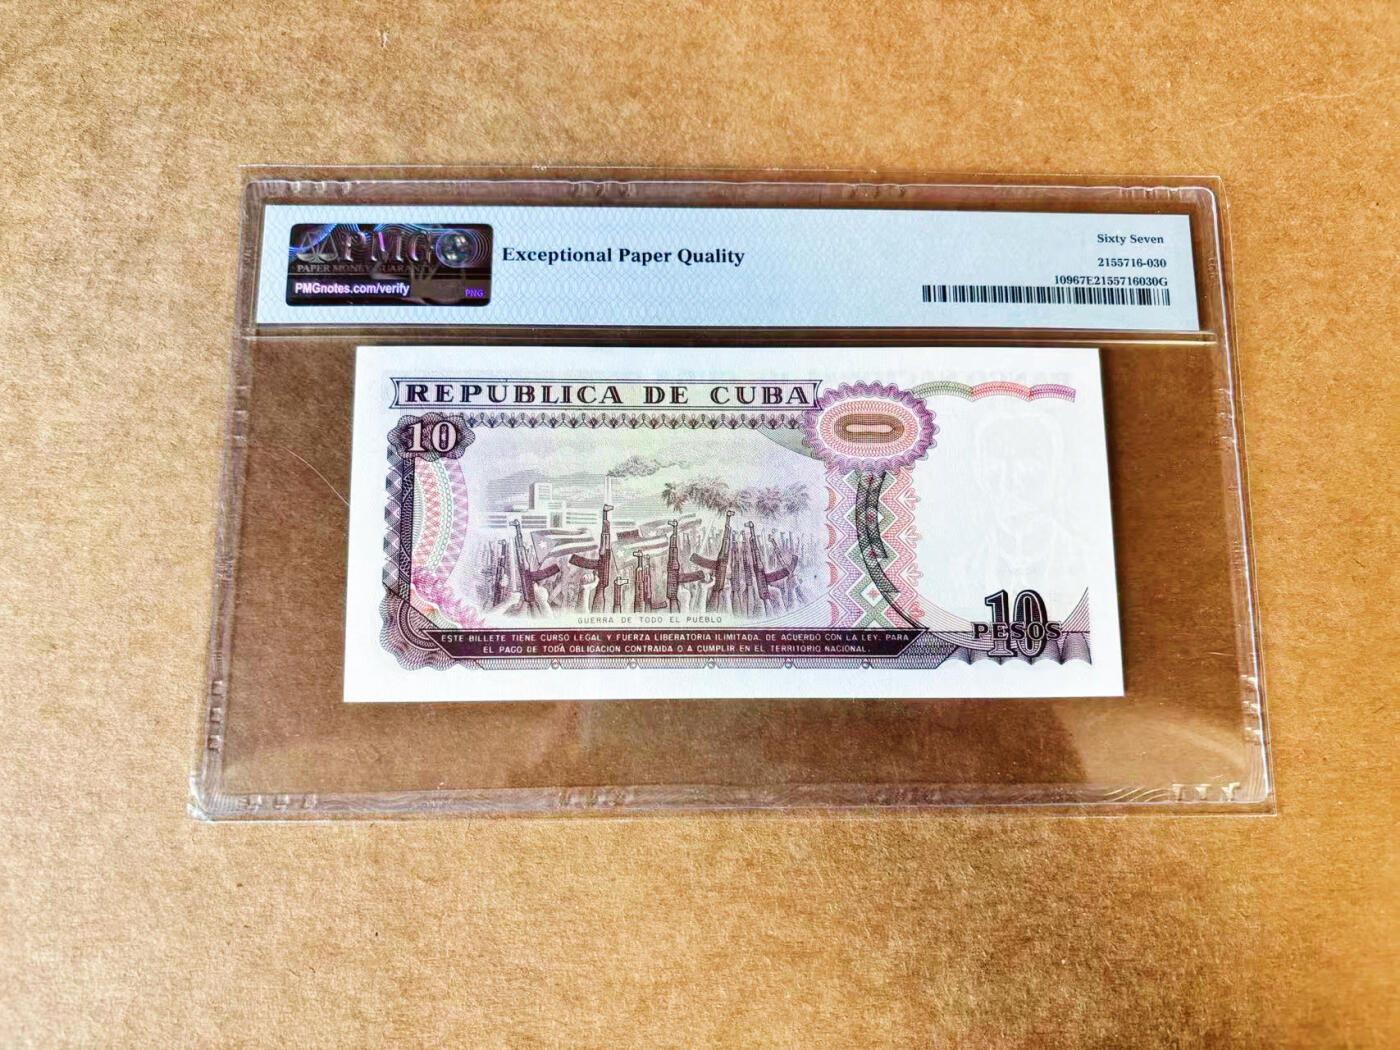 PMG
PAPER MONEY GUARANTY
PMGnotes.com/verify
PNG
Exceptional Paper Quality
Sixty Seven
2155716-030
10967E2155716030G
REPUBLICA DE CUBA
10
GUERRA DE TODO EL PUEBLO
ESTE BILLETE TIENE CURSO LEGAL Y FUERZA LIBERATORIA ILIMITADA, DE ACUERDO CON LA LEY, PARA
EL PAGO DE TODA OBLIGACION CONTRAIDA O A CUMPLIR EN EL TERRITORIO NACIONAL.
10
PESOS